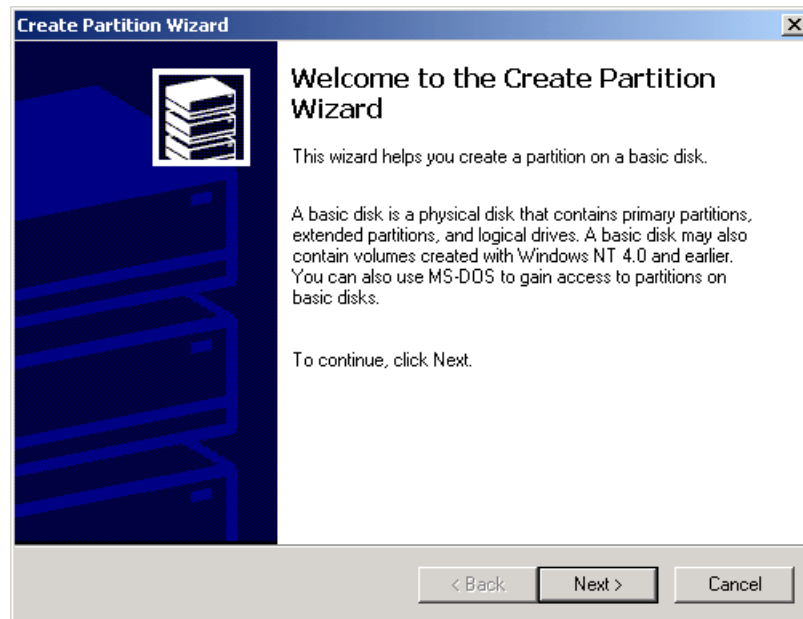 Create Partition Wizard
Welcome to the Create Partition
Wizard
This wizard helps you create a partition on a basic disk.
A basic disk is a physical disk that contains primary partitions,
extended partitions, and logical drives. A basic disk may also
contain volumes created with Windows NT 4.0 and earlier.
You can also use MS-DOS to gain access to partitions on
basic disks.
To continue, click Next.
< Back Next > Cancel